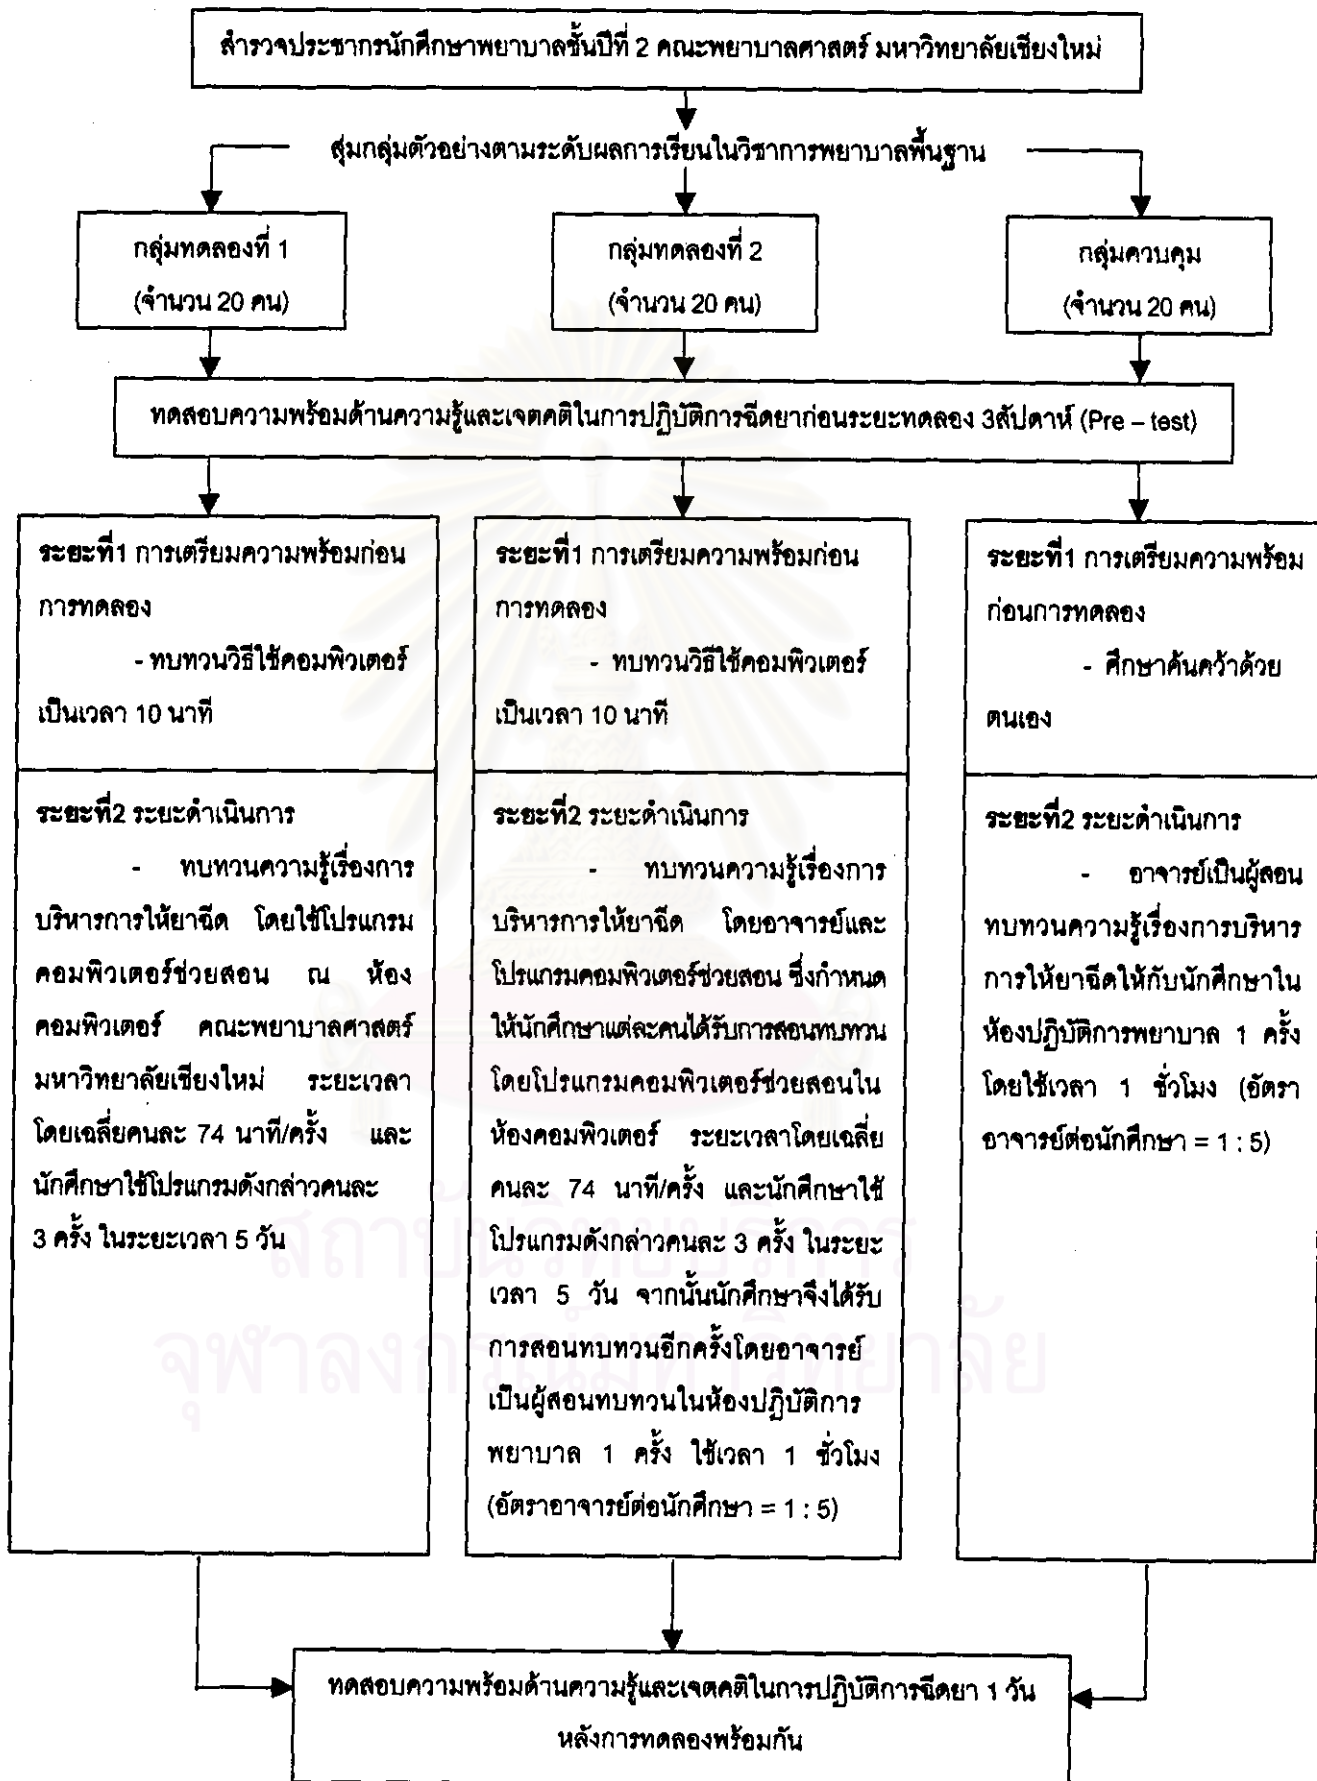 สำรวจประชากรนักศึกษาพยาบาลชั้นปีที่ 2 คณะพยาบาลศาสตร์ มหาวิทยาลัยเชียงใหม่
สุ่มกลุ่มตัวอย่างตามระดับผลการเรียนในวิชาการพยาบาลพื้นฐาน
กลุ่มทดลองที่ 1
(จำนวน 20 คน)
กลุ่มทดลองที่ 2
(จำนวน 20 คน)
กลุ่มควบคุม
(จำนวน 20 คน)
ทดสอบความพร้อมด้านความรู้และเจตคติในการปฏิบัติการฉีดยาก่อนระยะทดลอง 3สัปดาห์ (Pre – test)
ระยะที่1 การเตรียมความพร้อมก่อน
การทดลอง
- ทบทวนวิธีใช้คอมพิวเตอร์
เป็นเวลา 10 นาที
ระยะที่2 ระยะดำเนินการ
- ทบทวนความรู้เรื่องการ
บริหารการให้ยาฉีด โดยใช้โปรแกรม
คอมพิวเตอร์ช่วยสอน ณ ห้อง
คอมพิวเตอร์ คณะพยาบาลศาสตร์
มหาวิทยาลัยเชียงใหม่ ระยะเวลา
โดยเฉลี่ยคนละ 74 นาที/ครั้ง และ
นักศึกษาใช้โปรแกรมดังกล่าวคนละ
3 ครั้ง ในระยะเวลา 5 วัน
ระยะที่1 การเตรียมความพร้อมก่อน
การทดลอง
- ทบทวนวิธีใช้คอมพิวเตอร์
เป็นเวลา 10 นาที
ระยะที่2 ระยะดำเนินการ
- ทบทวนความรู้เรื่องการ
บริหารการให้ยาฉีด โดยอาจารย์และ
โปรแกรมคอมพิวเตอร์ช่วยสอน ซึ่งกำหนด
ให้นักศึกษาแต่ละคนได้รับการสอนทบทวน
โดยโปรแกรมคอมพิวเตอร์ช่วยสอนใน
ห้องคอมพิวเตอร์ ระยะเวลาโดยเฉลี่ย
คนละ 74 นาที/ครั้ง และนักศึกษาใช้
โปรแกรมดังกล่าวคนละ 3 ครั้ง ในระยะ
เวลา 5 วัน จากนั้นนักศึกษาจึงได้รับ
การสอนทบทวนอีกครั้งโดยอาจารย์
เป็นผู้สอนทบทวนในห้องปฏิบัติการ
พยาบาล 1 ครั้ง ใช้เวลา 1 ชั่วโมง
(อัตราอาจารย์ต่อนักศึกษา = 1 : 5)
ระยะที่1 การเตรียมความพร้อม
ก่อนการทดลอง
- ศึกษาค้นคว้าด้วย
ตนเอง
ระยะที่2 ระยะดำเนินการ
- อาจารย์เป็นผู้สอน
ทบทวนความรู้เรื่องการบริหาร
การให้ยาฉีดให้กับนักศึกษาใน
ห้องปฏิบัติการพยาบาล 1 ครั้ง
โดยใช้เวลา 1 ชั่วโมง (อัตรา
อาจารย์ต่อนักศึกษา = 1 : 5)
ทดสอบความพร้อมด้านความรู้และเจตคติในการปฏิบัติการฉีดยา 1 วัน
หลังการทดลองพร้อมกัน
สถาบันวิทยบริการ
จุฬาลงกรณ์มหาวิทยาลัย